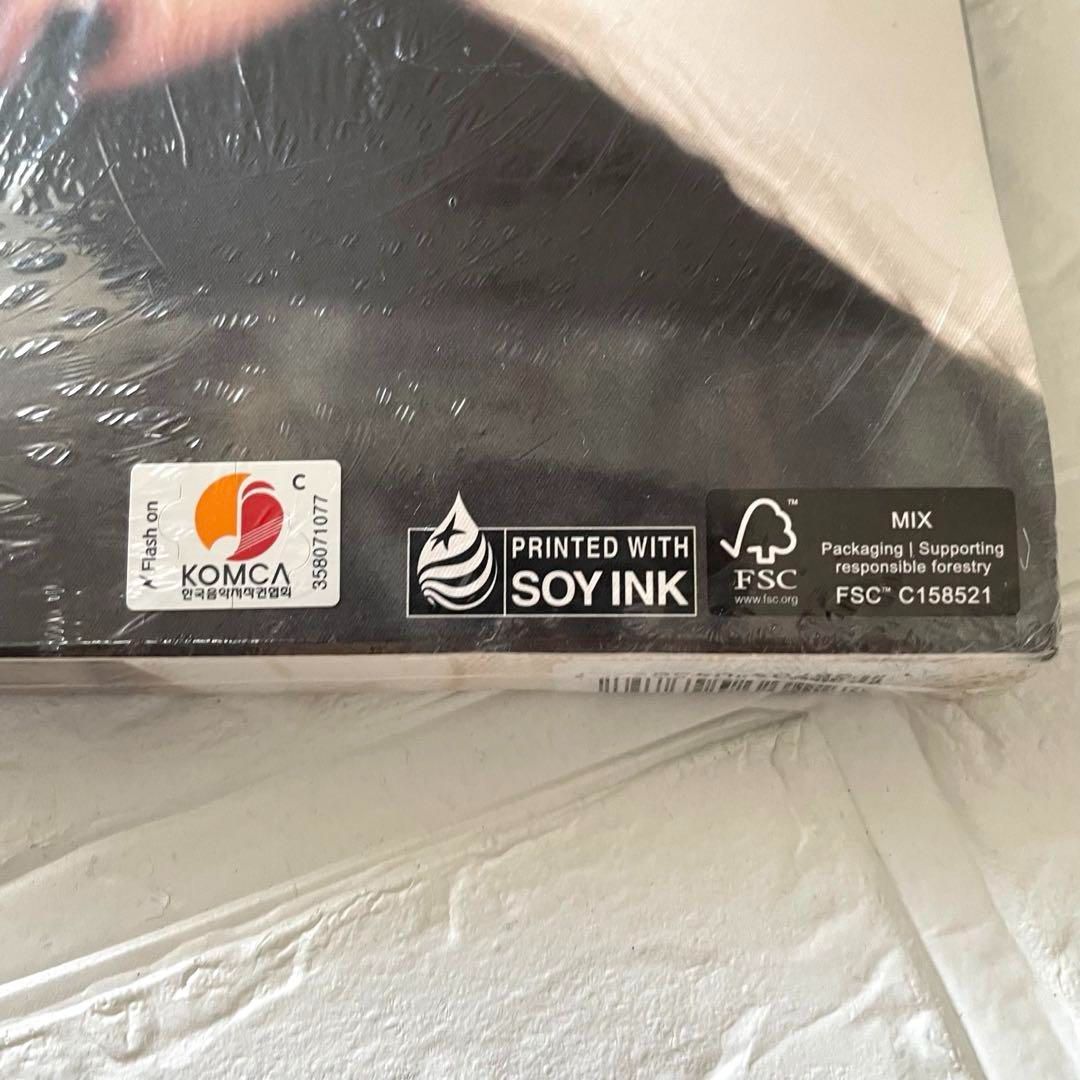 Flash on
C
KOMCA
한국음악저작권협회
358071077
PRINTED WITH
SOY INK
FSC
www.fsc.org
™
MIX
Packaging | Supporting
responsible forestry
FSC™ C158521